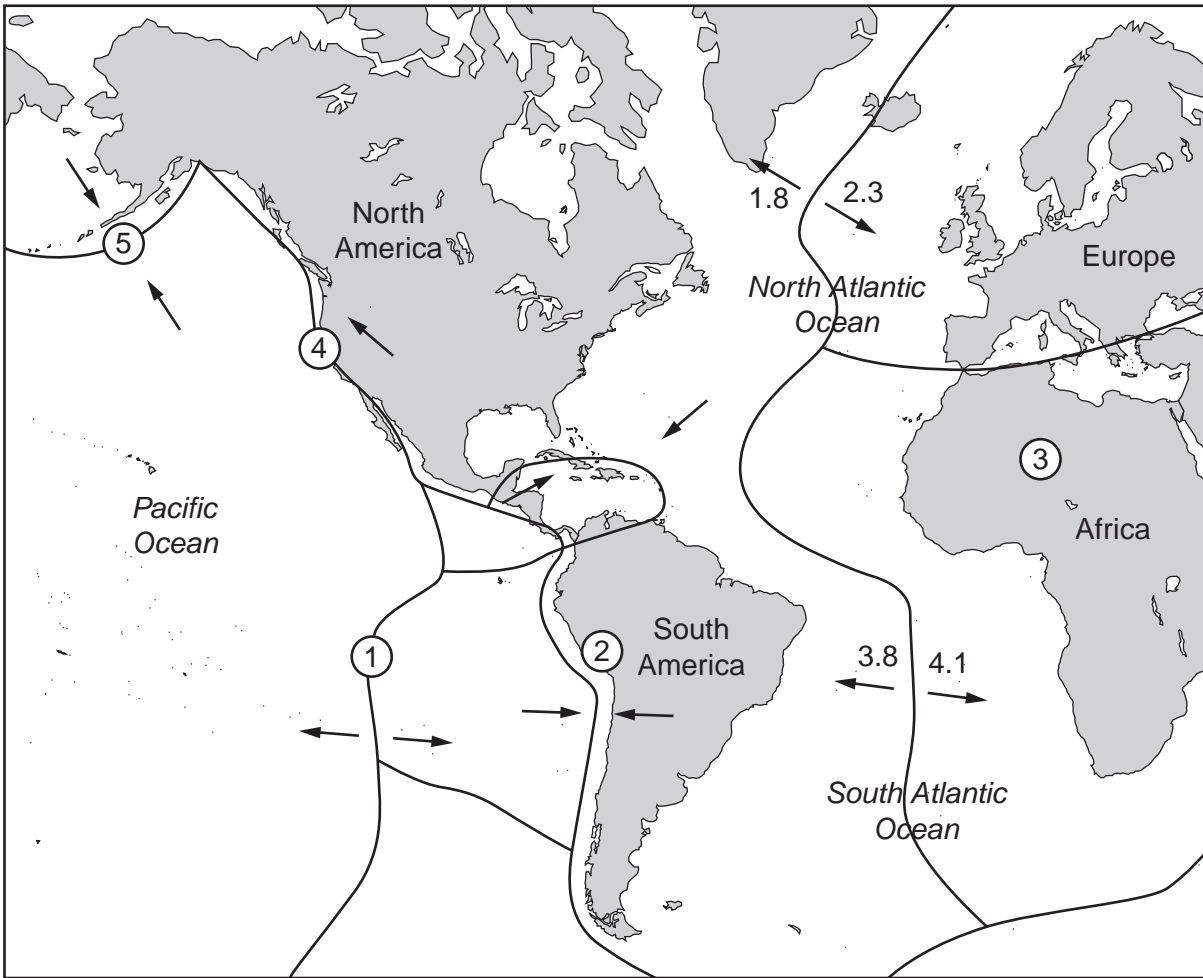 1.8
2.3
North
America
5
Europe
North Atlantic
Ocean
4
3
Pacific
Ocean
Africa
1
2
South
America
3.8
4.1
South Atlantic
Ocean